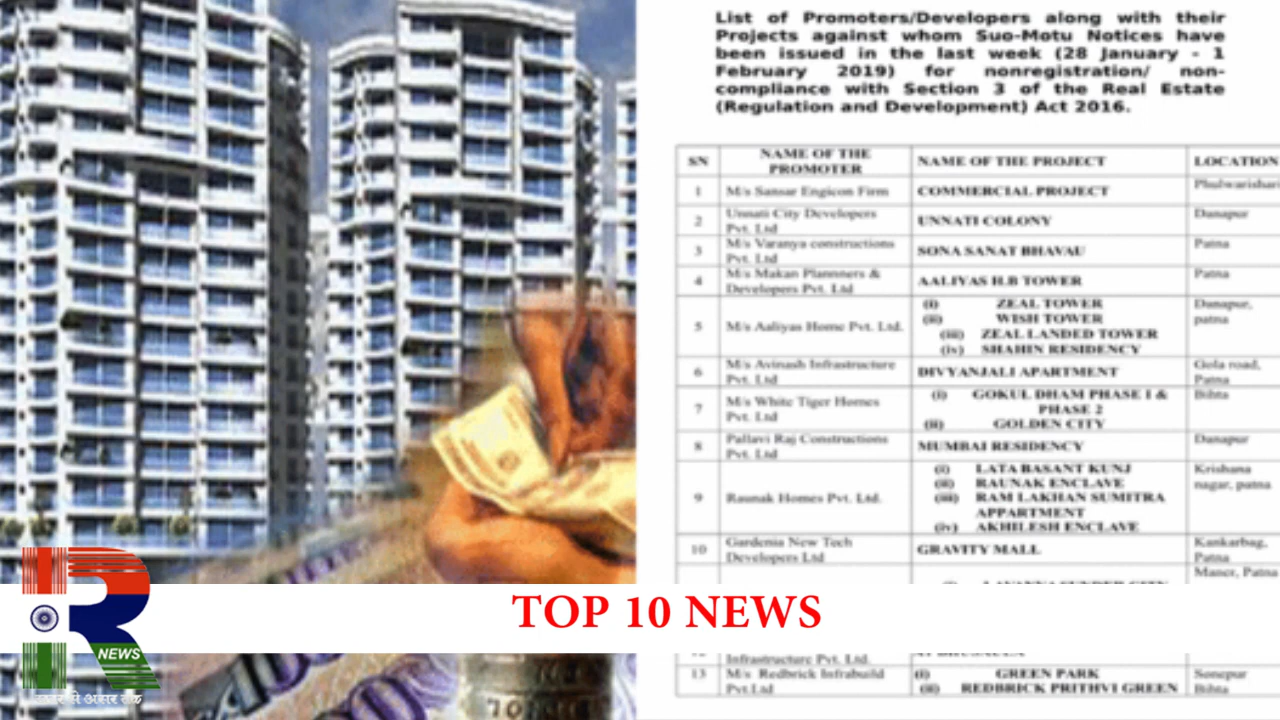 List of Promoters/Developers along with their
Projects against whom Suo-Motu Notices have
been issued in the last week (28 January - 1
February 2019) for nonregistration/ non-
compliance with Section 3 of the Real Estate
(Regulation and Development) Act 2016.
SN NAME OF THE PROMOTER NAME OF THE PROJECT LOCATION
1 M/s Sansar Engicon Firm COMMERCIAL PROJECT Phulwarishari
2 Unnati City Developers Pvt. Ltd UNNATI COLONY Danapur
3 M/s Varanya constructions Pvt. Ltd SONA SANAT BHAVAU Patna
4 M/s Makan Plannners & Developers Pvt. Ltd AALIYAS H.B TOWER Patna
5 M/s Aaliyas Home Pvt. Ltd. (i) ZEAL TOWER Danapur, patna
(ii) WISH TOWER
(iii) ZEAL LANDED TOWER
(iv) SHAHIN RESIDENCY
6 M/s Avinash Infrastructure Pvt. Ltd DIVYANJALI APARTMENT Gola road, Patna
7 M/s White Tiger Homes Pvt. Ltd (i) GOKUL DHAM PHASE I & PHASE 2 Bihta
(ii) GOLDEN CITY
8 Pallavi Raj Constructions Pvt. Ltd MUMBAI RESIDENCY Danapur
9 Raunak Homes Pvt. Ltd. (i) LATA BASANT KUNJ Krishana nagar, patna
(ii) RAUNAK ENCLAVE
(iii) RAM LAKHAN SUMITRA APPARTMENT
(iv) AKHILESH ENCLAVE
10 Gardenia New Tech Developers Ltd GRAVITY MALL Kankarbag, Patna
Maner, Patna
TOP 10 NEWS
R NEWS
Infrastructure Pvt. Ltd.
13 M/s Redbrick Infrabuild Pvt.Ltd (i) GREEN PARK Sonepur
(ii) REDBRICK PRITHVI GREEN Bihta